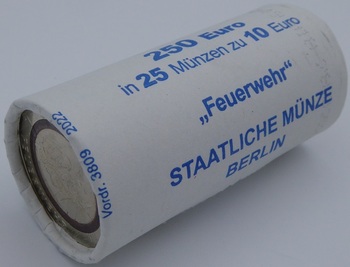 250 Euro
in 25 Münzen zu 10 Euro
„Feuerwehr“
STAATLICHE MÜNZE
BERLIN
Vordr. 3809 2022